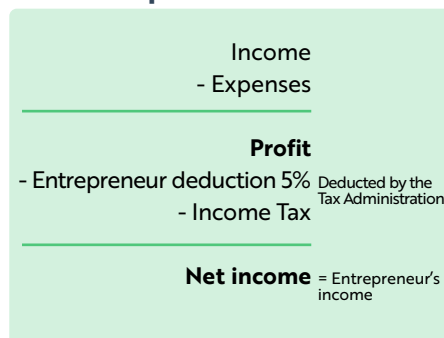 Income
- Expenses
Profit
- Entrepreneur deduction 5% Deducted by the
Tax Administration
- Income Tax
Net income = Entrepreneur's
income